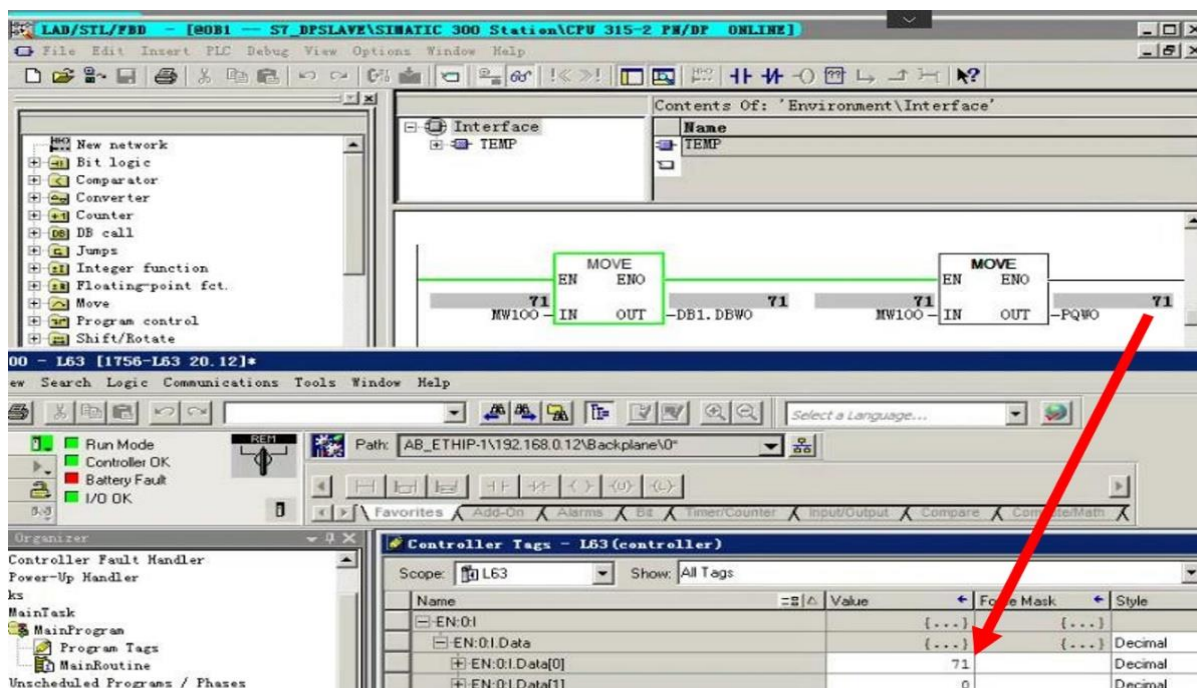 LAD/STL/FBD - [@OB1 -- S7_DPSLAVE\SIMATIC 300 Station\CPU 315-2 PN/DP ONLINE]
File Edit Insert PLC Debug View Options Window Help
Contents Of: 'Environment\Interface'
Interface
TEMP
Name
TEMP
New network
Bit logic
Comparator
Converter
Counter
DB call
Jumps
Integer function
Floating-point fct.
Move
Program control
Shift/Rotate
MOVE
EN ENO
71
MW100 IN OUT
71
DB1.DBW0
MOVE
EN ENO
71
MW100 IN OUT
71
PQW0
00 - L63 [1756-L63 20.12]*
ew Search Logic Communications Tools Window Help
Select a Language...
Run Mode
Controller OK
Battery Fault
I/O OK
REM
Path: AB_ETHIP-1\192.168.0.12\Backplane\0*
Favorites Add-On Alarms Bit Timer/Counter Input/Output Compare Compute/Math
Organizer
Controller Fault Handler
Power-Up Handler
ks
MainTask
MainProgram
Program Tags
MainRoutine
Unscheduled Programs / Phases
Controller Tags - L63(controller)
Scope: L63 Show: All Tags
Name Value Force Mask Style
EN:0:I {...} {...}
EN:0:I.Data {...} {...} Decimal
EN:0:I.Data[0] 71 Decimal
EN:0:I.Data[1] 0 Decimal